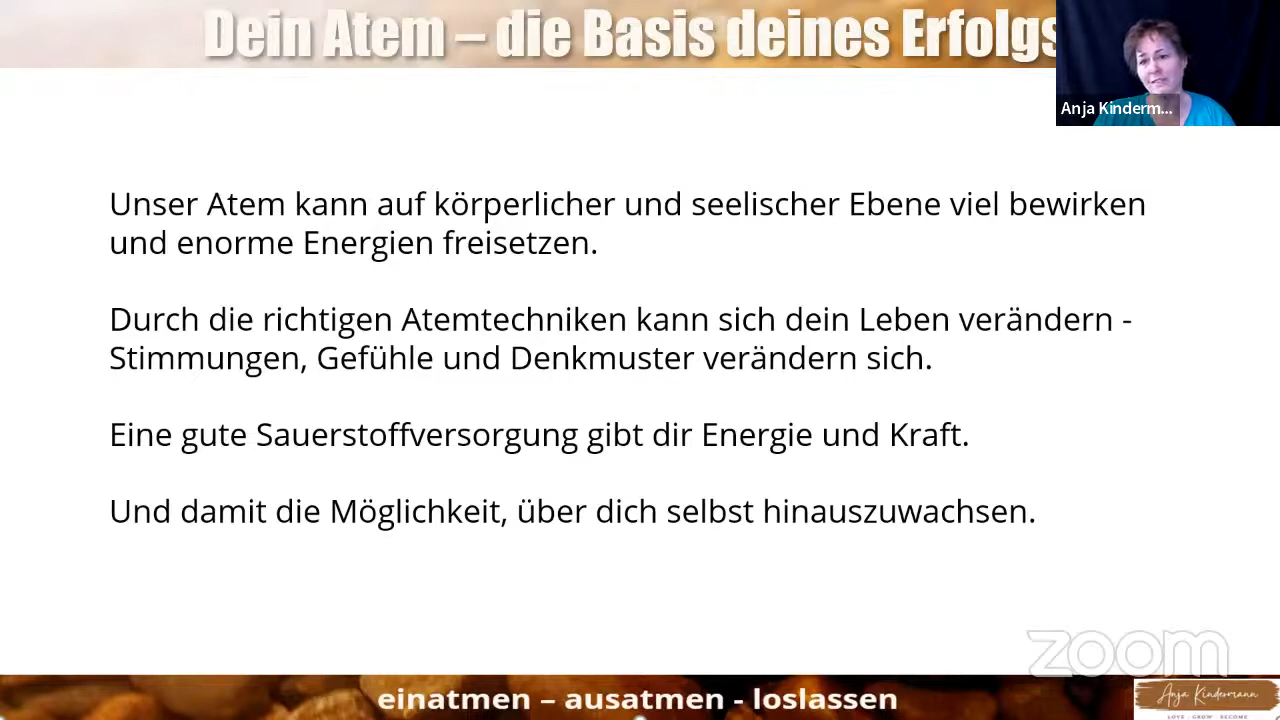 Dein Atem – die Basis deines Erfolgs
Anja Kinderm...
Unser Atem kann auf körperlicher und seelischer Ebene viel bewirken
und enorme Energien freisetzen.
Durch die richtigen Atemtechniken kann sich dein Leben verändern -
Stimmungen, Gefühle und Denkmuster verändern sich.
Eine gute Sauerstoffversorgung gibt dir Energie und Kraft.
Und damit die Möglichkeit, über dich selbst hinauszuwachsen.
zoom
einatmen – ausatmen - loslassen
Anja Kindermann
LOVE . GROW . BECOME